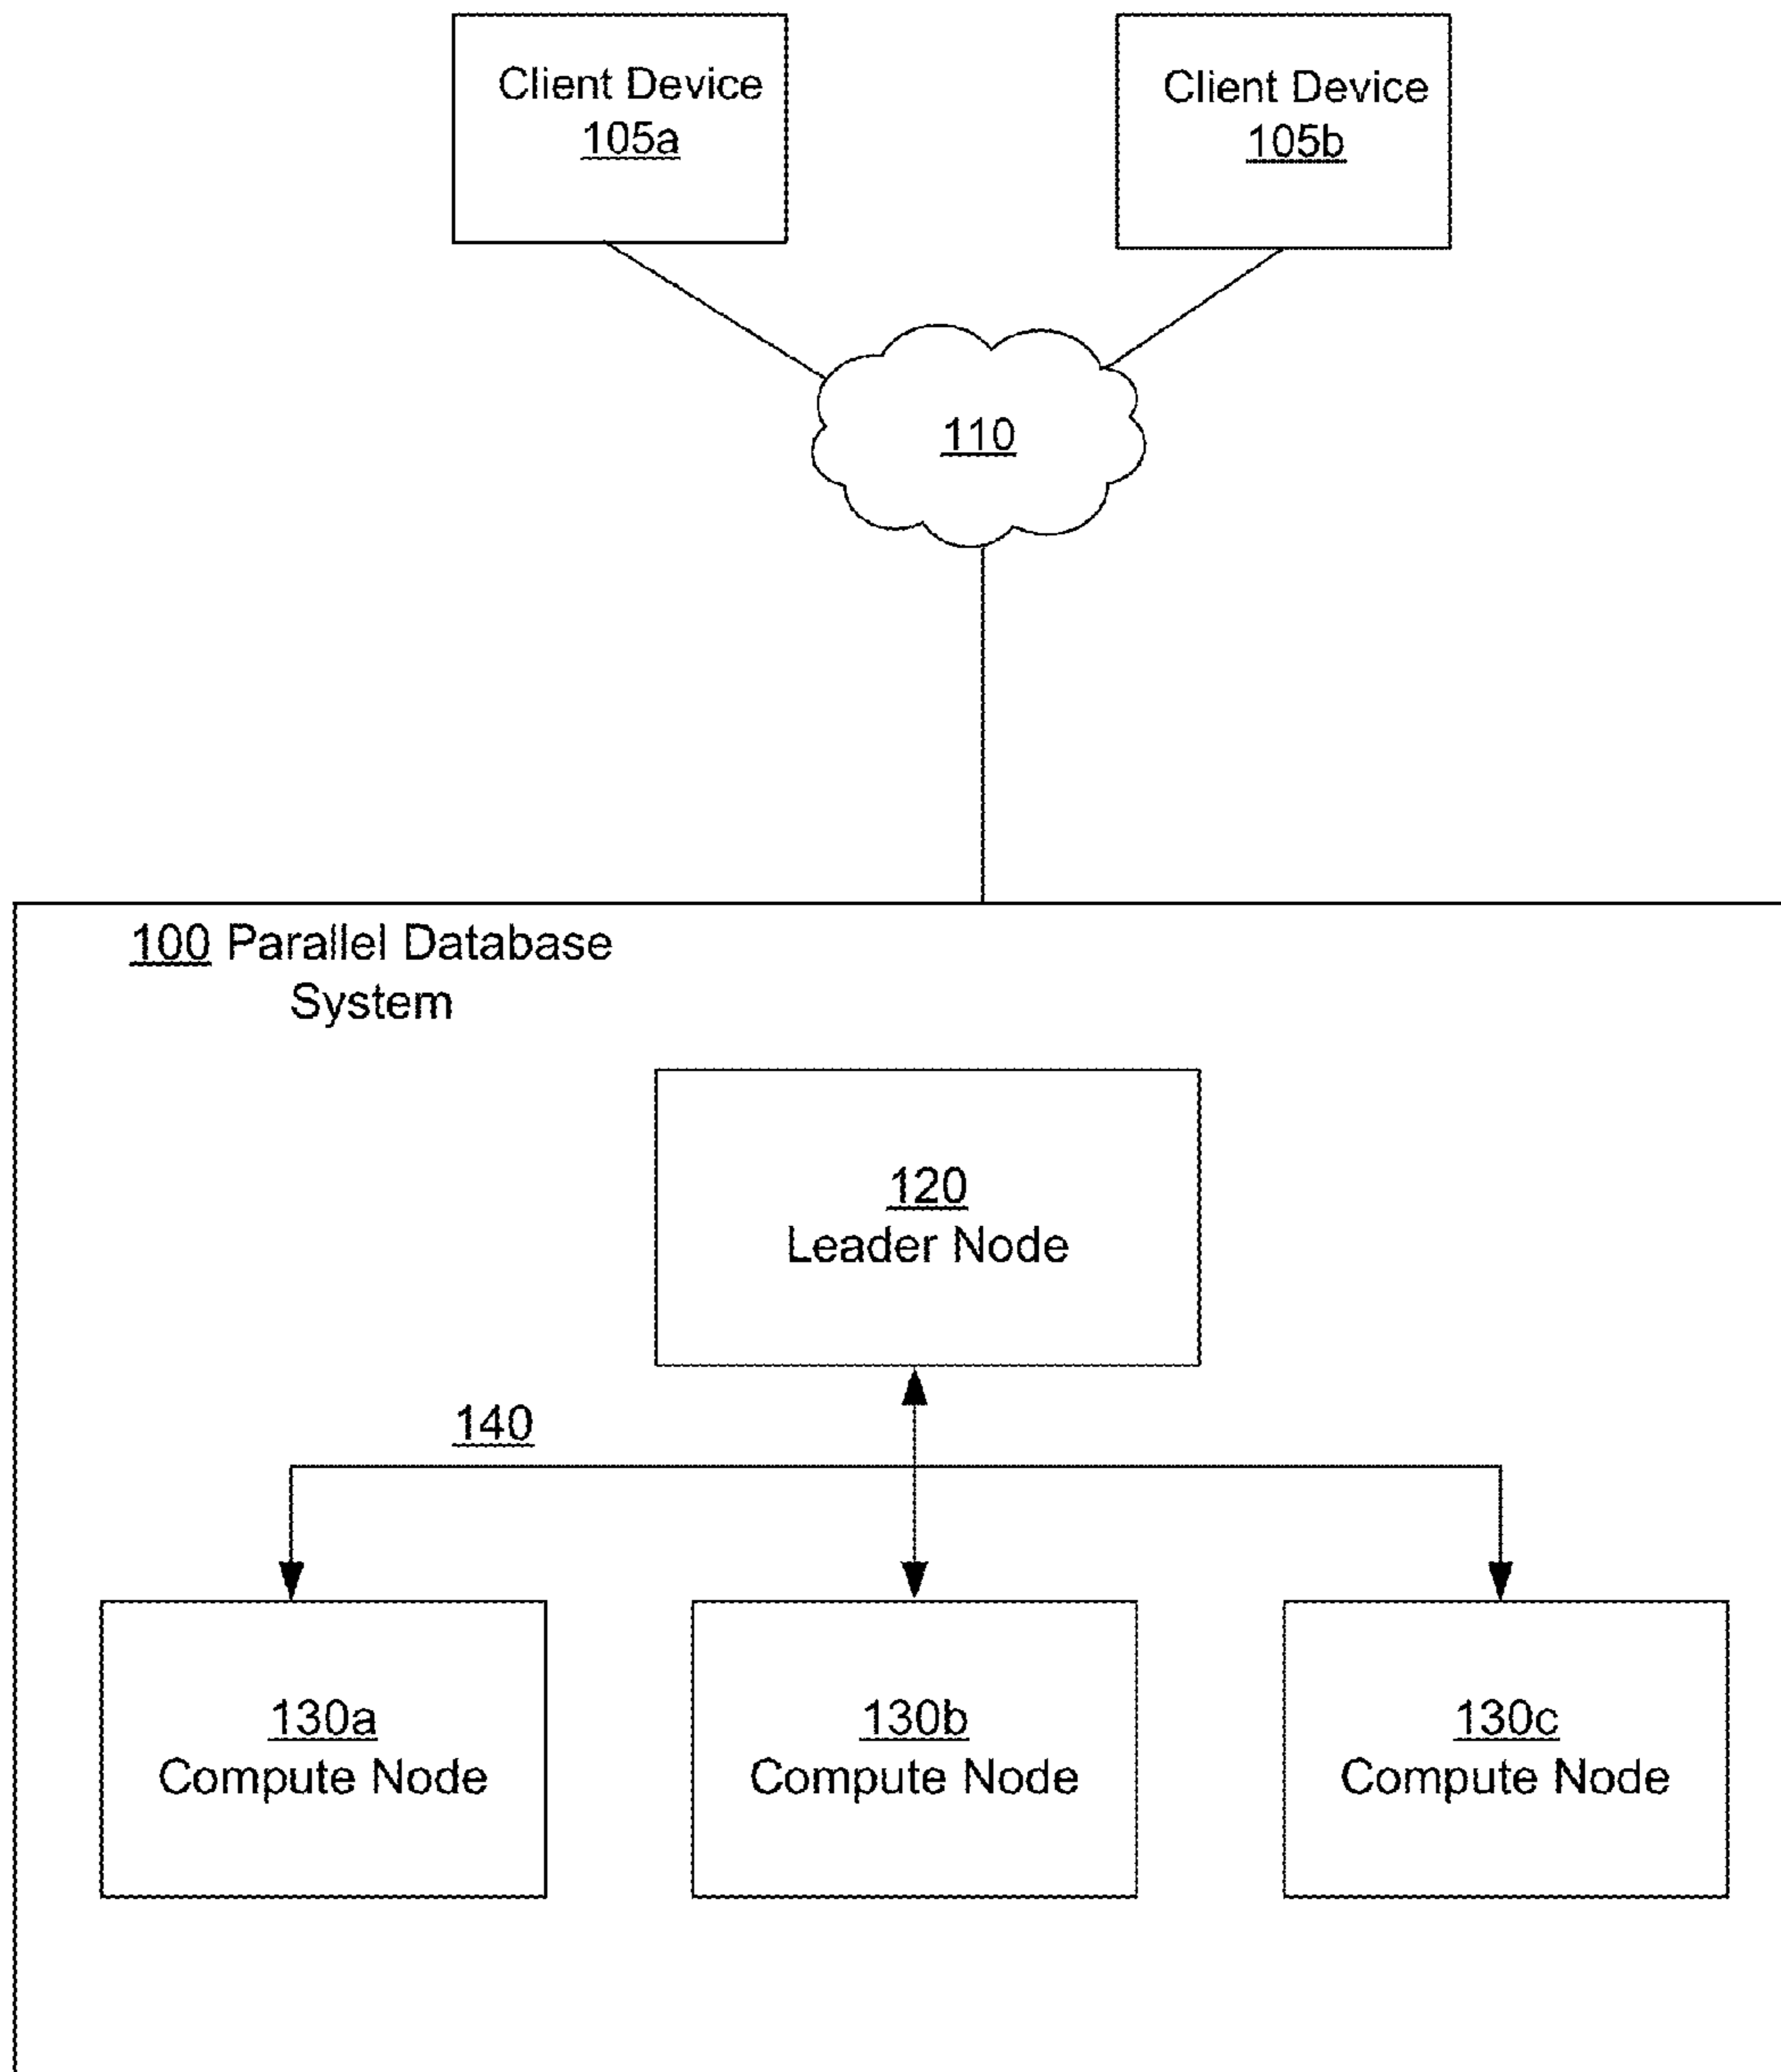 Client Device
105a
Client Device
105b
110
100 Parallel Database
System
120
Leader Node
140
130a
Compute Node
130b
Compute Node
130c
Compute Node